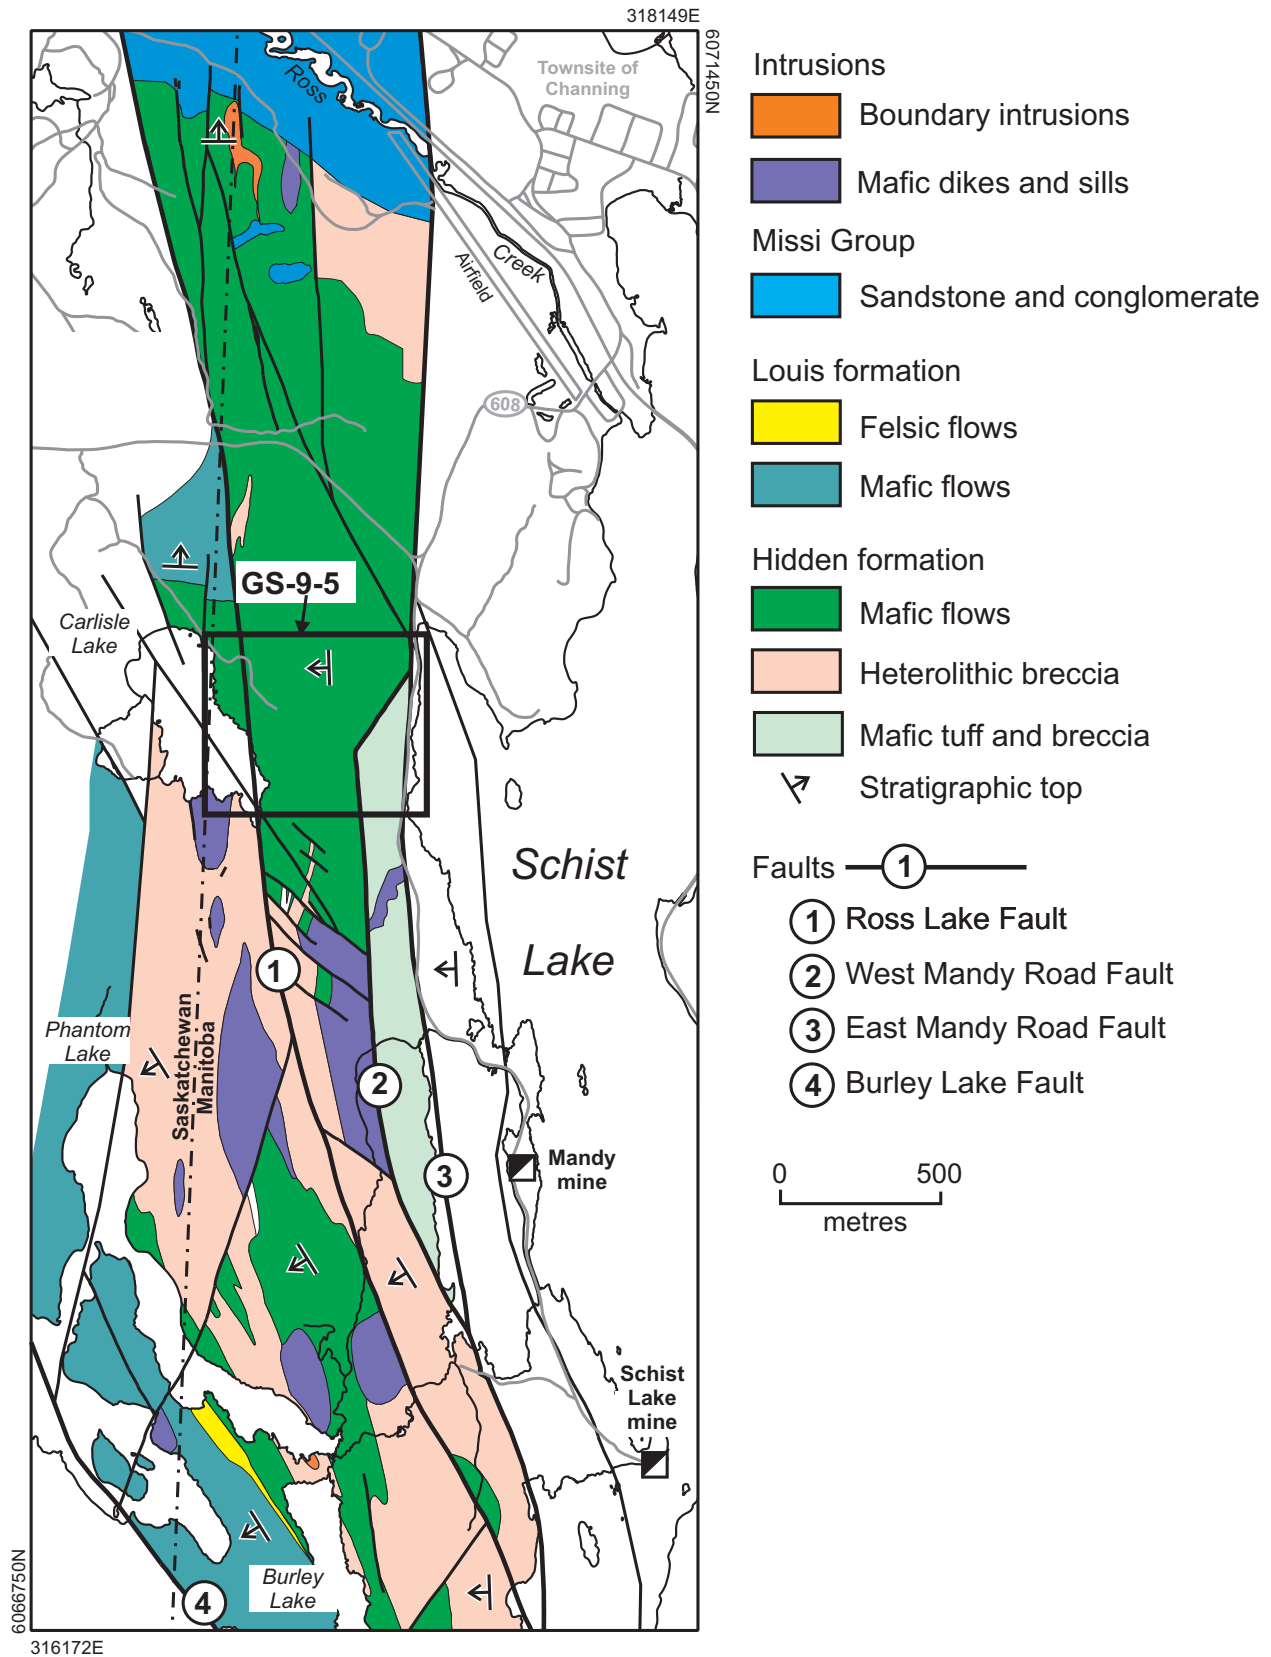 318149E
6071450N
Townsite of
Channing
Ross
Creek
Airfield
608
GS-9-5
Carlisle
Lake
Schist
Lake
1
Phantom
Lake
Saskatchewan
Manitoba
2
3
Mandy
mine
Schist
Lake
mine
Burley
Lake
4
6066750N
316172E
Intrusions
Boundary intrusions
Mafic dikes and sills
Missi Group
Sandstone and conglomerate
Louis formation
Felsic flows
Mafic flows
Hidden formation
Mafic flows
Heterolithic breccia
Mafic tuff and breccia
Stratigraphic top
Faults 1
1 Ross Lake Fault
2 West Mandy Road Fault
3 East Mandy Road Fault
4 Burley Lake Fault
0 500
metres